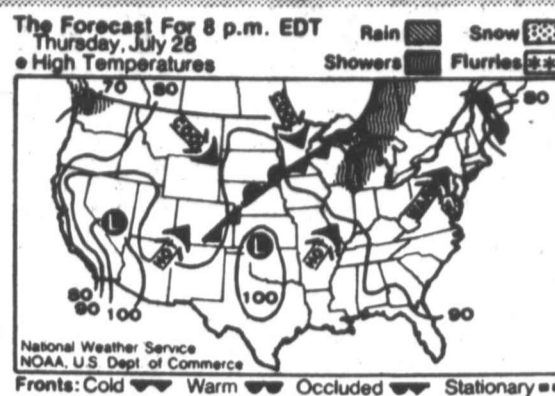 The Forecast For 8 p.m. EDT
Thursday, July 28
● High Temperatures
Rain Snow
Showers Flurries
70 80
80
L
L
80
90 100
100
90
National Weather Service
NOAA, U.S. Dept. of Commerce
Fronts: Cold Warm Occluded Stationary